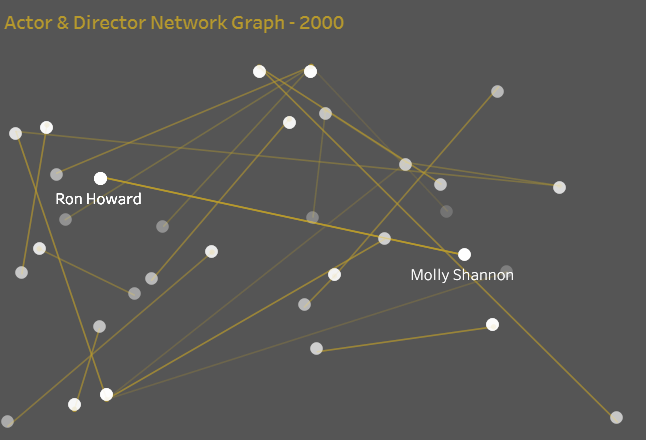 Actor & Director Network Graph - 2000
Ron Howard
Molly Shannon